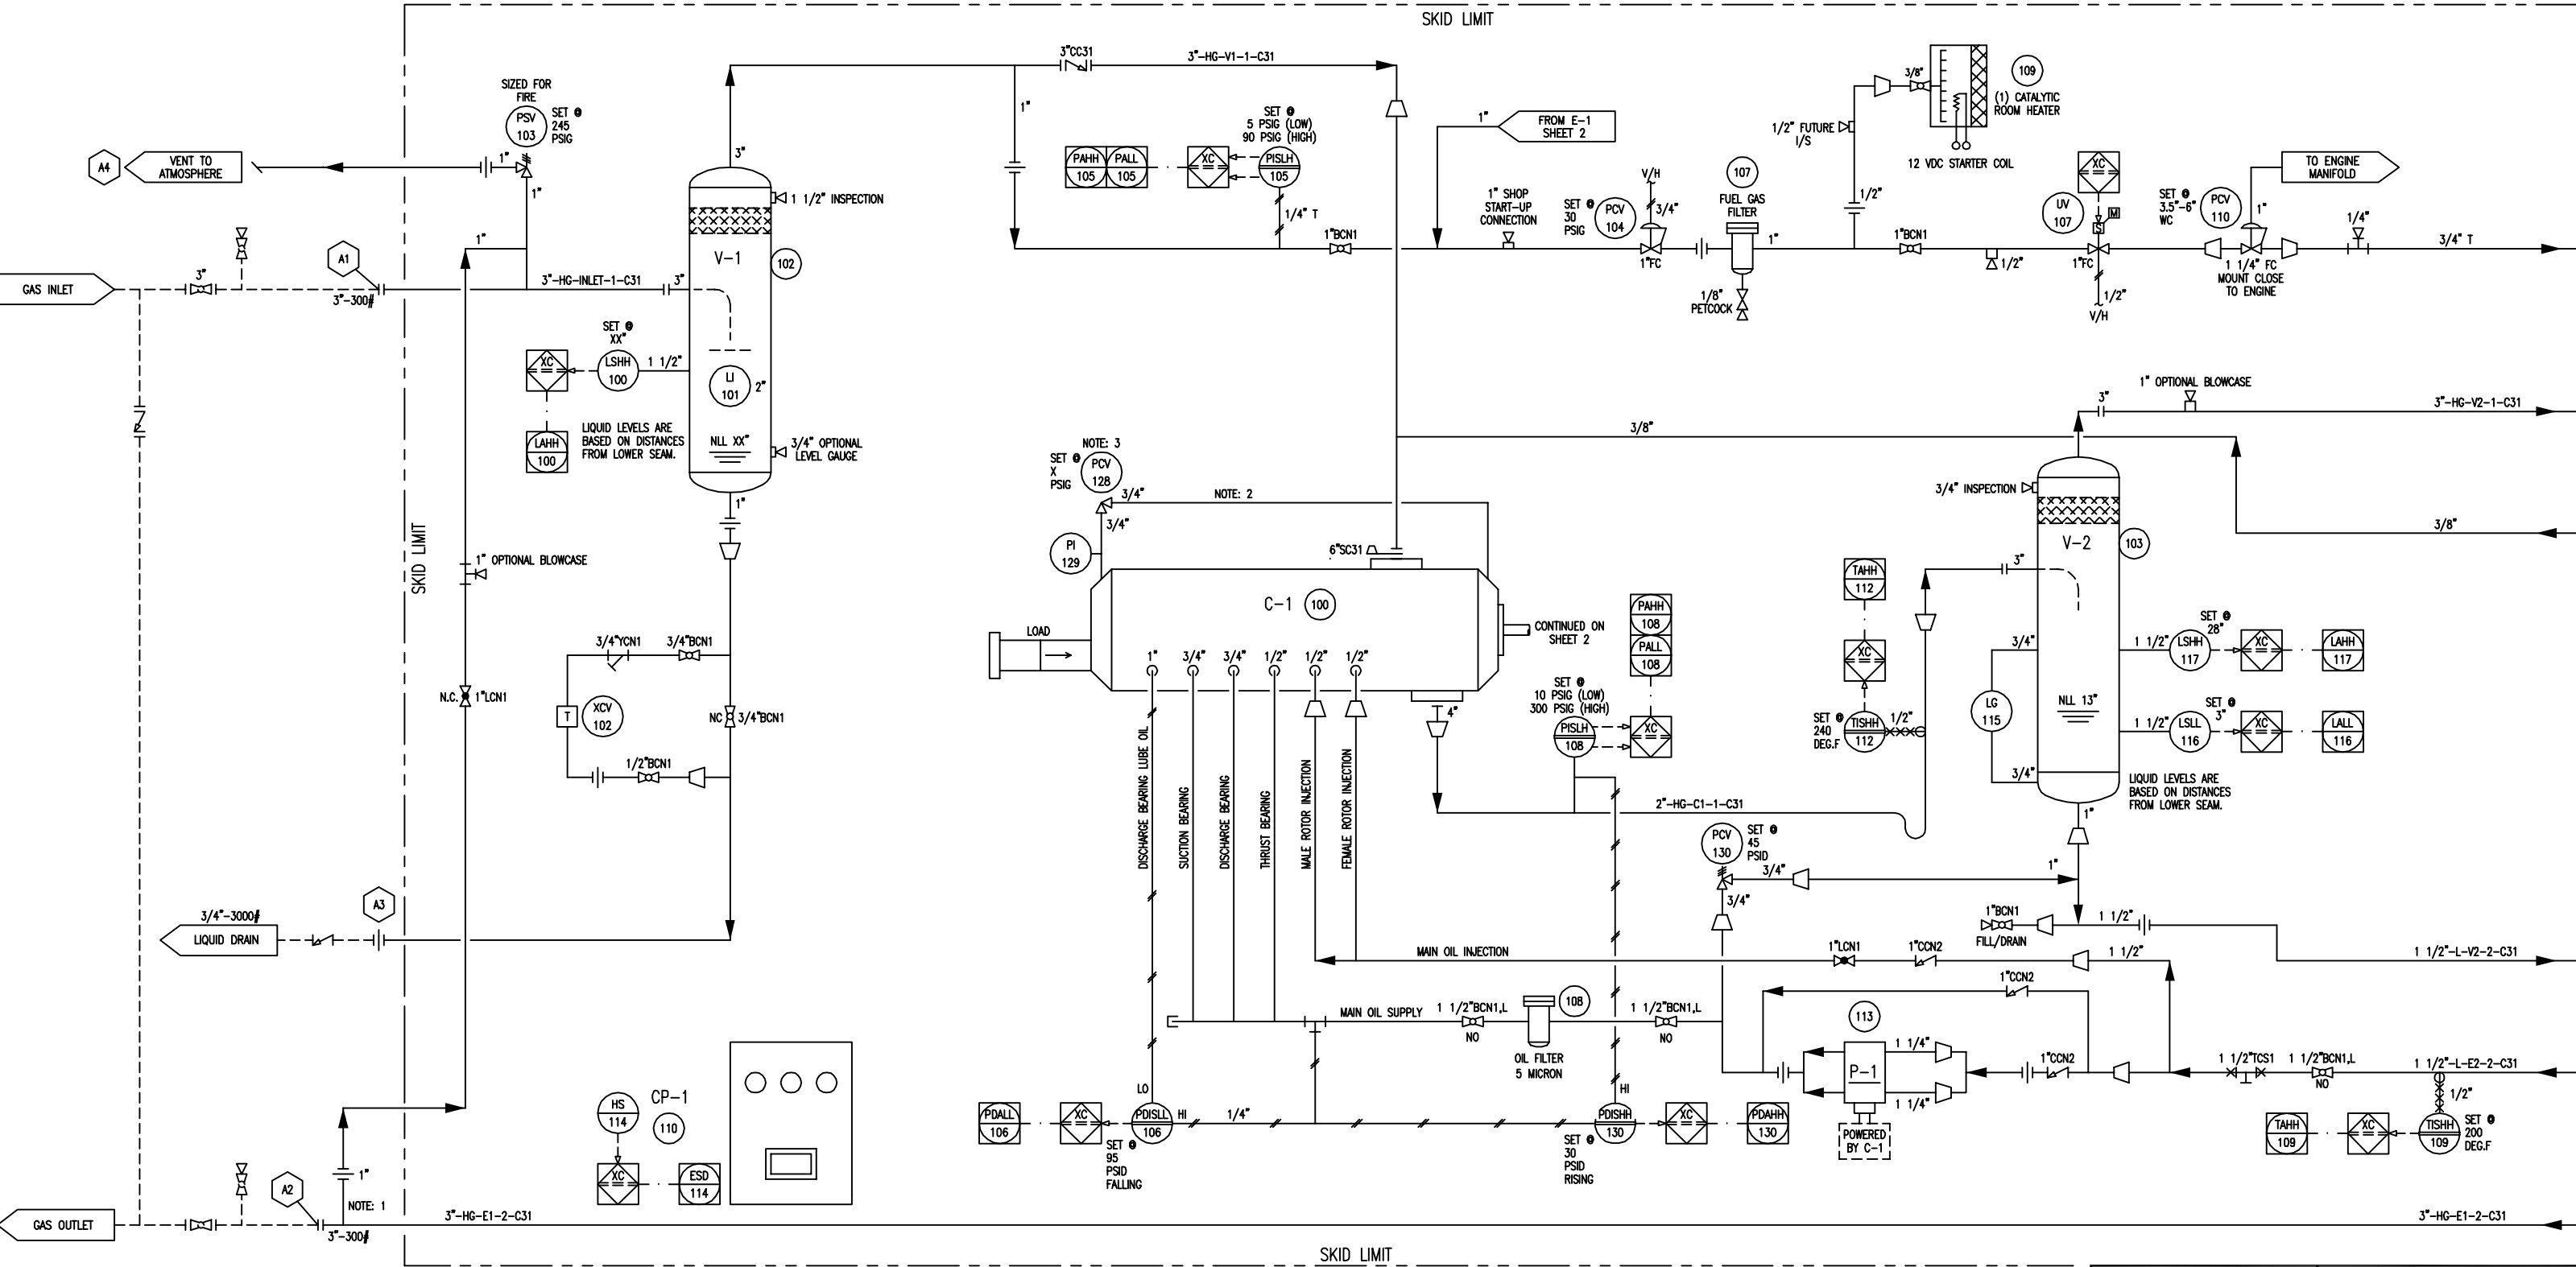 SKID LIMIT
SIZED FOR
FIRE
PSV
103
SET @
245
PSIG
A4
VENT TO
ATMOSPHERE
1"
1"
1"
GAS INLET
3"
A1
3"-300#
3"-HG-INLET-1-C31
3"
3"
1 1/2" INSPECTION
V-1
102
SET @
XX"
XC
LSHH
100
1 1/2"
LI
101
2"
LAHH
100
LIQUID LEVELS ARE
BASED ON DISTANCES
FROM LOWER SEAM.
NLL XX"
3/4" OPTIONAL
LEVEL GAUGE
1"
SKID LIMIT
1" OPTIONAL BLOWCASE
3/4"YCN1
3/4"BCN1
N.C.
1"LCN1
T
XCV
102
NC
3/4"BCN1
1/2"BCN1
A3
3/4"-3000#
LIQUID DRAIN
HS
114
CP-1
110
XC
ESD
114
A2
1"
NOTE: 1
GAS OUTLET
3"-300#
3"-HG-E1-2-C31
3"CC31
3"-HG-V1-1-C31
1"
SET @
5 PSIG (LOW)
90 PSIG (HIGH)
PAHH
105
PALL
105
XC
PISLH
105
1/4" T
1"BCN1
1"
FROM E-1
SHEET 2
1" SHOP
START-UP
CONNECTION
SET @
30
PSIG
PCV
104
V/H
3/4"
1"FC
107
FUEL GAS
FILTER
1"
1/8"
PETCOCK
1/2" FUTURE
I/S
3/8"
109
(1) CATALYTIC
ROOM HEATER
12 VDC STARTER COIL
1/2"
1"BCN1
1/2"
XC
UV
107
M
S
1"FC
1/2"
V/H
SET @
3.5"-6"
WC
PCV
110
1"
TO ENGINE
MANIFOLD
1 1/4" FC
MOUNT CLOSE
TO ENGINE
1/4"
3/4" T
1" OPTIONAL BLOWCASE
3"
3"-HG-V2-1-C31
3/8"
3/8"
NOTE: 3
SET @
X
PSIG
PCV
128
3/4"
NOTE: 2
3/4"
PI
129
6"SC31
C-1
100
LOAD
CONTINUED ON
SHEET 2
1"
3/4"
3/4"
1/2"
1/2"
1/2"
4"
DISCHARGE BEARING LUBE OIL
SUCTION BEARING
DISCHARGE BEARING
THRUST BEARING
MALE ROTOR INJECTION
FEMALE ROTOR INJECTION
PAHH
108
PALL
108
SET @
10 PSIG (LOW)
300 PSIG (HIGH)
PISLH
108
XC
2"-HG-C1-1-C31
TAHH
112
XC
SET @
240
DEG.F
TISHH
112
1/2"
3/4" INSPECTION
V-2
103
3"
3/4"
LG
115
3/4"
NLL 13"
1 1/2"
SET @
28"
LSHH
117
XC
LAHH
117
1 1/2"
SET @
3"
LSLL
116
XC
LALL
116
LIQUID LEVELS ARE
BASED ON DISTANCES
FROM LOWER SEAM.
1"
PCV
130
SET @
45
PSID
3/4"
3/4"
1"
1"BCN1
FILL/DRAIN
1 1/2"
MAIN OIL INJECTION
1"LCN1
1"CCN2
1 1/2"
1 1/2"-L-V2-2-C31
1"CCN2
MAIN OIL SUPPLY
1 1/2"BCN1,L
NO
108
OIL FILTER
5 MICRON
1 1/2"BCN1,L
NO
113
P-1
1 1/4"
1 1/4"
POWERED
BY C-1
1"CCN2
1 1/2"TCS1
1 1/2"BCN1,L
NO
1 1/2"-L-E2-2-C31
1/2"
TAHH
109
XC
TISHH
109
SET @
200
DEG.F
PDALL
106
XC
LO
PDISLL
106
HI
1/4"
SET @
95
PSID
FALLING
HI
PDISHH
130
XC
PDAHH
130
SET @
30
PSID
RISING
3"-HG-E1-2-C31
SKID LIMIT